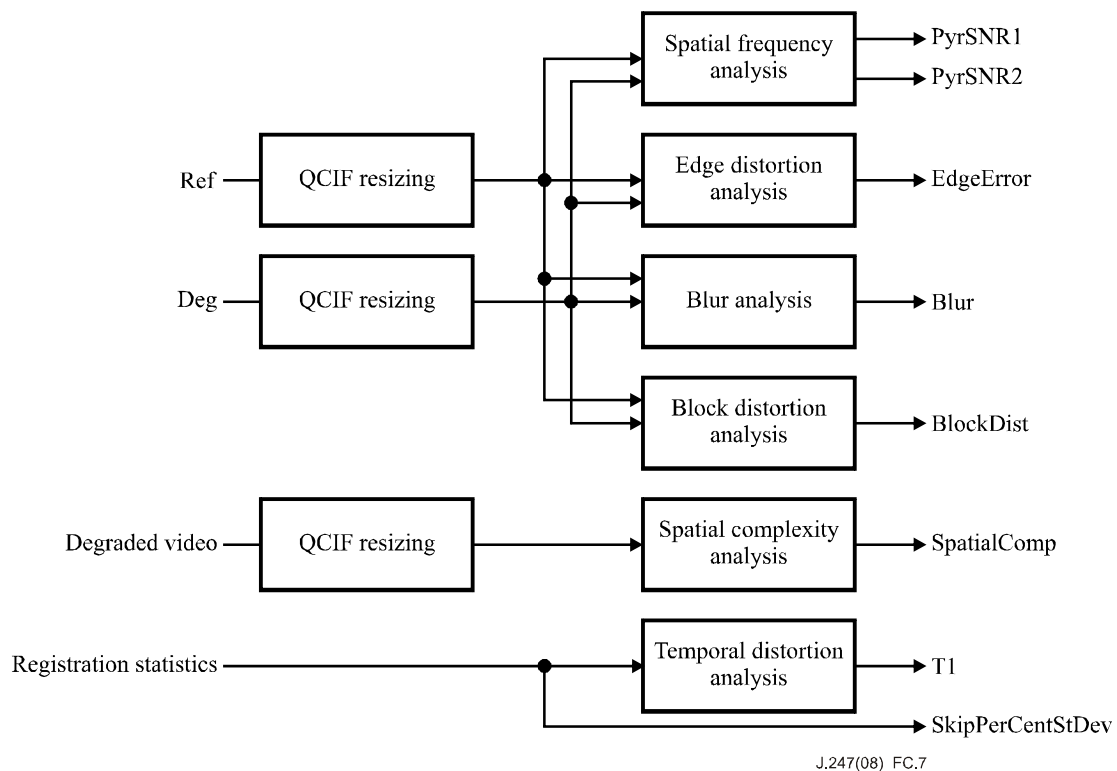 Spatial frequency
analysis
PyrSNR1
PyrSNR2
Ref
QCIF resizing
Edge distortion
analysis
EdgeError
Deg
QCIF resizing
Blur analysis
Blur
Block distortion
analysis
BlockDist
Degraded video
QCIF resizing
Spatial complexity
analysis
SpatialComp
Registration statistics
Temporal distortion
analysis
T1
SkipPerCentStDev
J.247(08)_FC.7